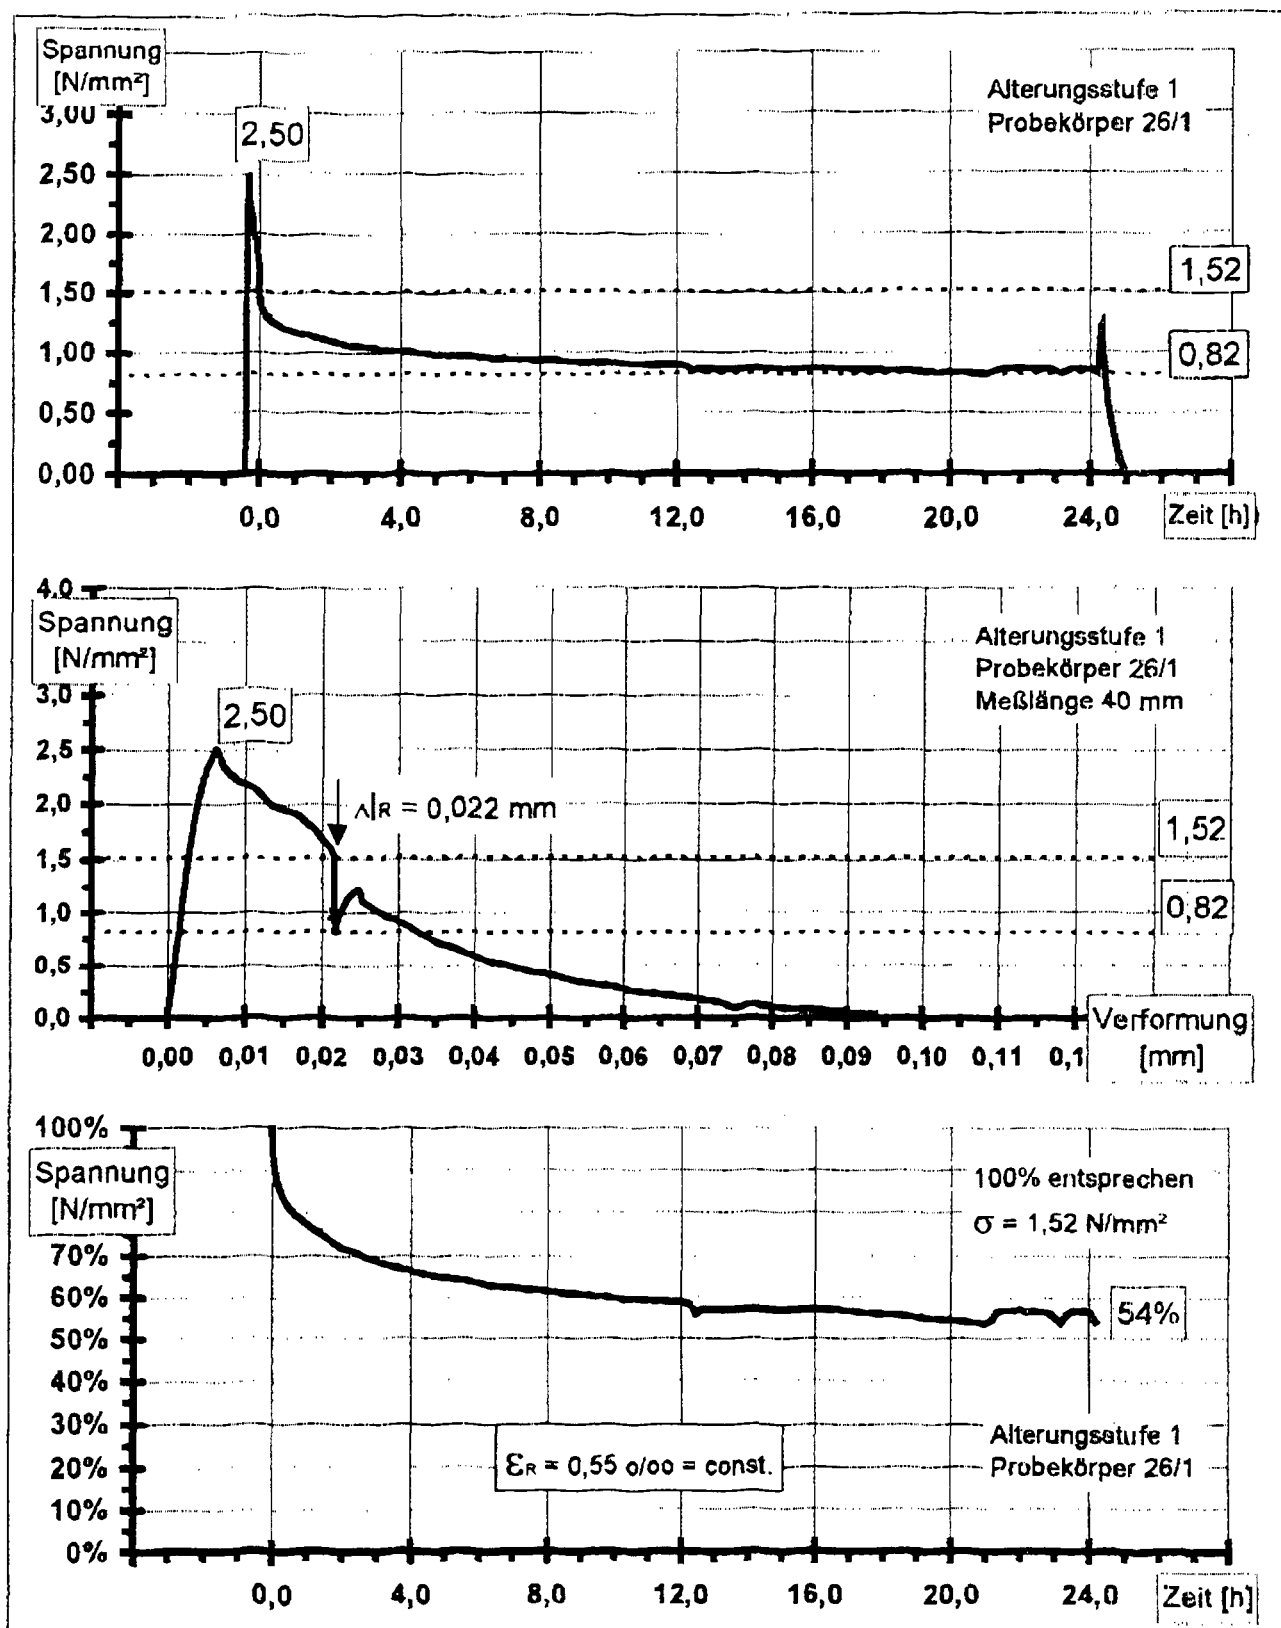 Spannung
[N/mm²]
Alterungsstufe 1
Probekörper 26/1
3,00
2,50
2,50
2,00
1,50
1,52
1,00
0,82
0,50
0,00
0,0 4,0 8,0 12,0 16,0 20,0 24,0 Zeit [h]
4,0
Spannung
[N/mm²]
Alterungsstufe 1
Probekörper 26/1
Meßlänge 40 mm
3,0
2,50
2,5
2,0
lR = 0,022 mm
1,52
1,5
1,0
0,82
0,5
0,0
0,00 0,01 0,02 0,03 0,04 0,05 0,06 0,07 0,08 0,09 0,10 0,11 0,1
Verformung
[mm]
100%
Spannung
[N/mm²]
100% entsprechen
σ = 1,52 N/mm²
70%
60%
54%
50%
40%
30%
Alterungsstufe 1
Probekörper 26/1
εR = 0,55 o/oo = const.
20%
10%
0%
0,0 4,0 8,0 12,0 16,0 20,0 24,0 Zeit [h]